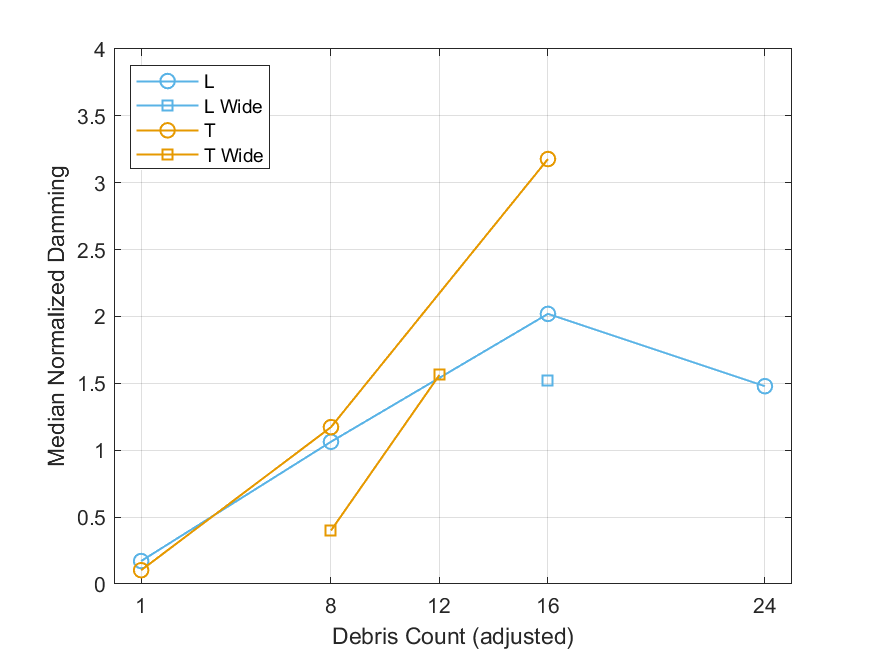 4
3.5
3
2.5
2
1.5
1
0.5
0
Median Normalized Damming
L
L Wide
T
T Wide
1 8 12 16 24
Debris Count (adjusted)